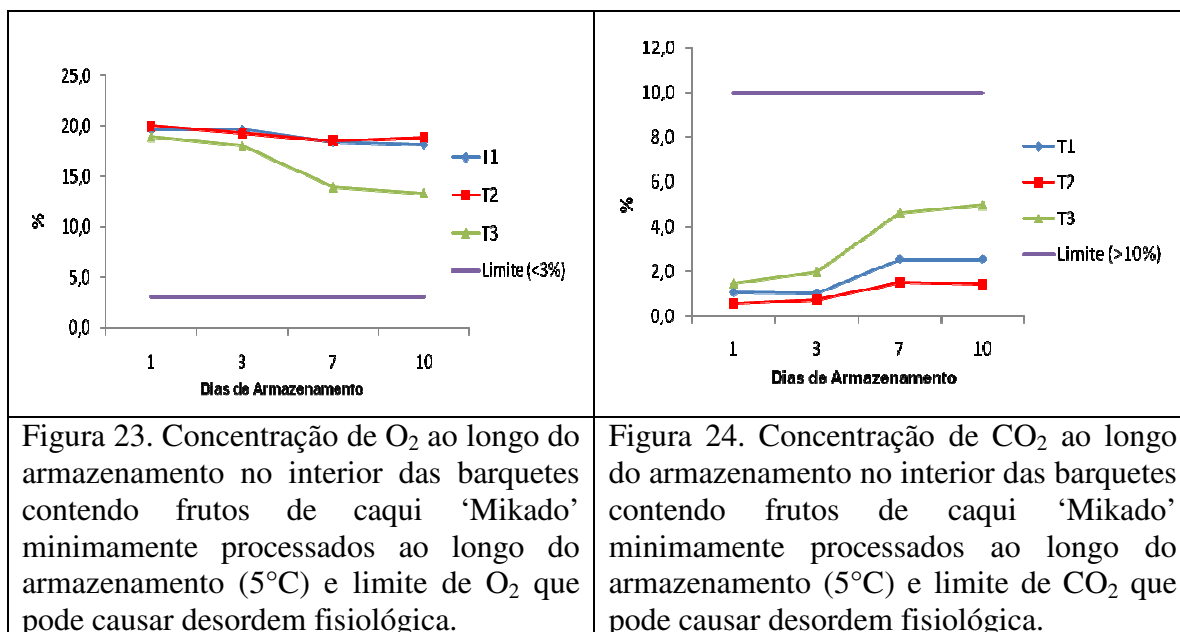 25,0
20,0
15,0
10,0
5,0
0,0
%
1 3 7 10
Dias de Armazenamento
T1
T2
T3
Limite (<3%)
12,0
10,0
8,0
6,0
4,0
2,0
0,0
%
1 3 7 10
Dias de Armazenamento
T1
T2
T3
Limite (>10%)
Figura 23. Concentração de O₂ ao longo do
armazenamento no interior das barquetes
contendo frutos de caqui ‘Mikado’
minimamente processados ao longo do
armazenamento (5°C) e limite de O₂ que
pode causar desordem fisiológica.
Figura 24. Concentração de CO₂ ao longo
do armazenamento no interior das barquetes
contendo frutos de caqui ‘Mikado’
minimamente processados ao longo do
armazenamento (5°C) e limite de CO₂ que
pode causar desordem fisiológica.